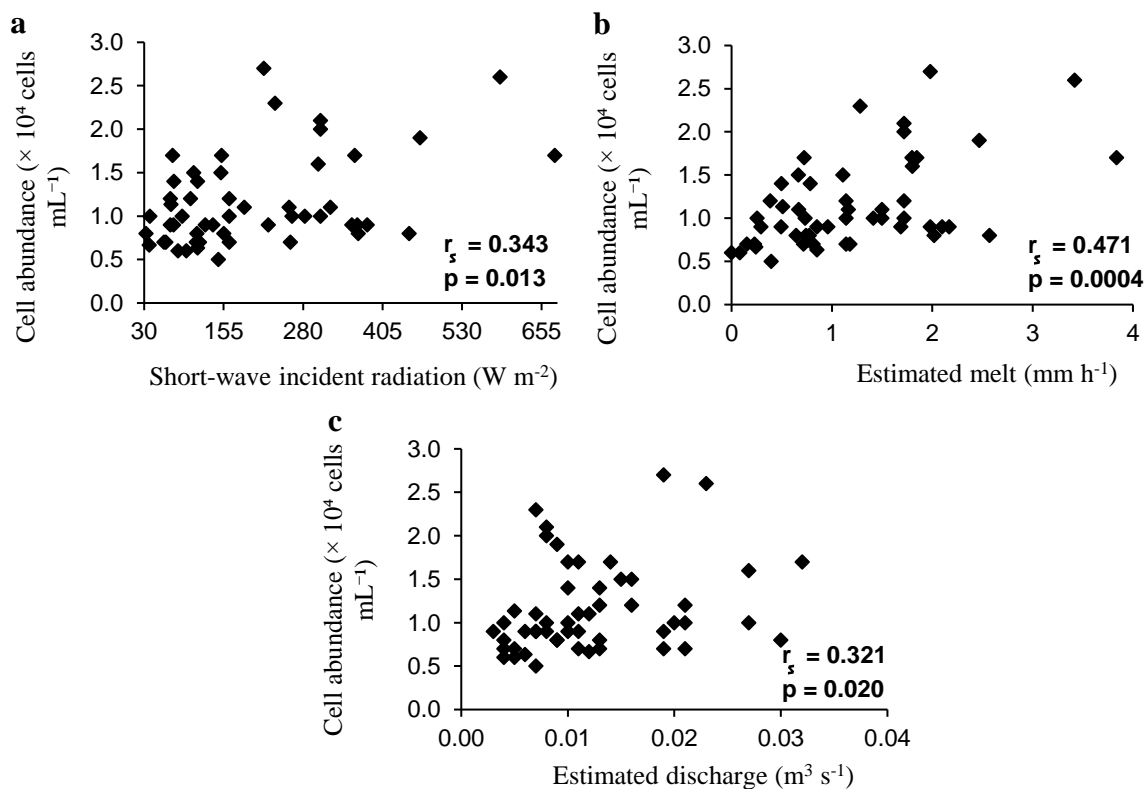 a
Cell abundance (× 10⁴ cells
mL⁻¹)
3.0
2.5
2.0
1.5
1.0
0.5
0.0
30 155 280 405 530 655
rₛ = 0.343
p = 0.013
Short-wave incident radiation (W m⁻²)
b
Cell abundance (× 10⁴ cells
mL⁻¹)
3.0
2.5
2.0
1.5
1.0
0.5
0.0
0 1 2 3 4
rₛ = 0.471
p = 0.0004
Estimated melt (mm h⁻¹)
c
Cell abundance (× 10⁴ cells
mL⁻¹)
3.0
2.5
2.0
1.5
1.0
0.5
0.0
0.00 0.01 0.02 0.03 0.04
rₛ = 0.321
p = 0.020
Estimated discharge (m³ s⁻¹)